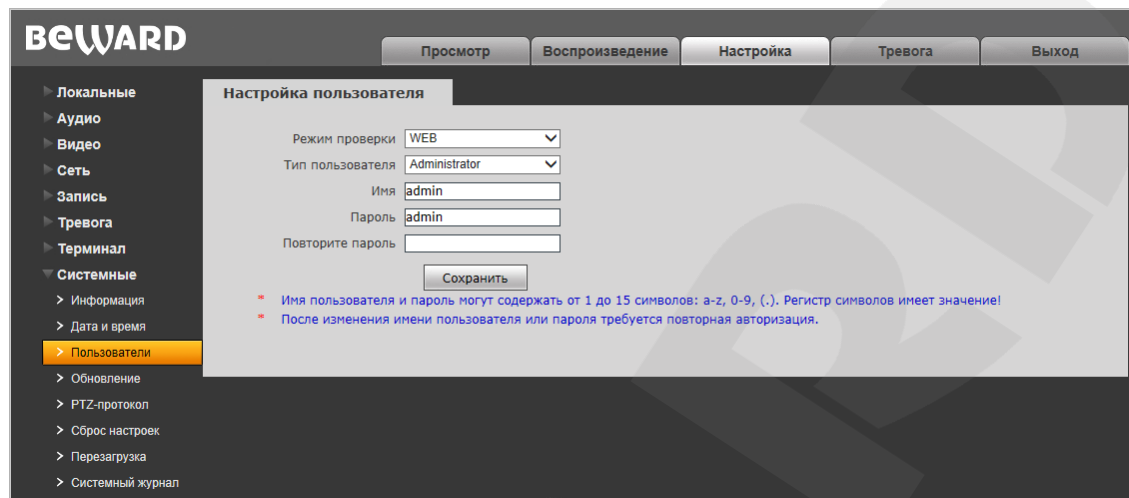 BEWARD
Просмотр Воспроизведение Настройка Тревога Выход
Локальные
Аудио
Видео
Сеть
Запись
Тревога
Терминал
Системные
Информация
Дата и время
Пользователи
Обновление
PTZ-протокол
Сброс настроек
Перезагрузка
Системный журнал
Настройка пользователя
Режим проверки WEB
Тип пользователя Administrator
Имя admin
Пароль admin
Повторите пароль
Сохранить
* Имя пользователя и пароль могут содержать от 1 до 15 символов: a-z, 0-9, (.). Регистр символов имеет значение!
* После изменения имени пользователя или пароля требуется повторная авторизация.